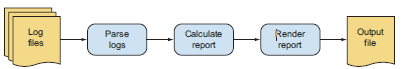 Log
files
Parse
logs
Calculate
report
Render
report
Output
file